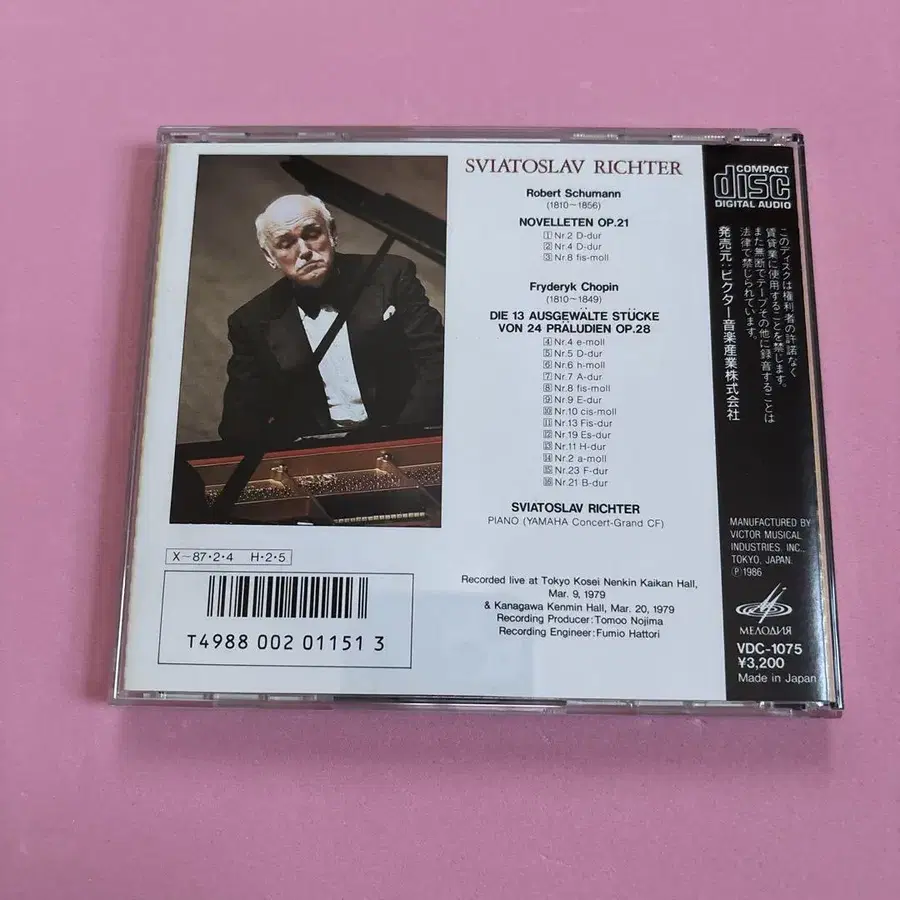 SVIATOSLAV RICHTER
Robert Schumann
(1810~1856)
NOVELLETEN OP.21
1 Nr.2 D-dur
2 Nr.4 D-dur
3 Nr.8 fis-moll
Fryderyk Chopin
(1810~1849)
DIE 13 AUSGEWÄLTE STÜCKE
VON 24 PRÄLUDIEN OP.28
4 Nr.4 e-moll
5 Nr.5 D-dur
6 Nr.6 h-moll
7 Nr.7 A-dur
8 Nr.8 fis-moll
9 Nr.9 E-dur
10 Nr.10 cis-moll
11 Nr.13 Fis-dur
12 Nr.19 Es-dur
13 Nr.11 H-dur
14 Nr.2 a-moll
15 Nr.23 F-dur
16 Nr.21 B-dur
SVIATOSLAV RICHTER
PIANO (YAMAHA Concert-Grand CF)
Recorded live at Tokyo Kosei Nenkin Kaikan Hall,
Mar. 9, 1979
& Kanagawa Kenmin Hall, Mar. 20, 1979
Recording Producer: Tomoo Nojima
Recording Engineer: Fumio Hattori
X-87・2・4 H・2・5
T4988 002 01151 3
COMPACT
disc
DIGITAL AUDIO
このディスクは権利者の許諾なく
賃貸業に使用することを禁じます。
また無断でテープその他に録音することは
法律で禁じられています。
発売元:ビクター音楽産業株式会社
MANUFACTURED BY
VICTOR MUSICAL
INDUSTRIES, INC.,
TOKYO, JAPAN.
Ⓟ1986
МЕЛОДИЯ
VDC-1075
¥3,200
Made in Japan